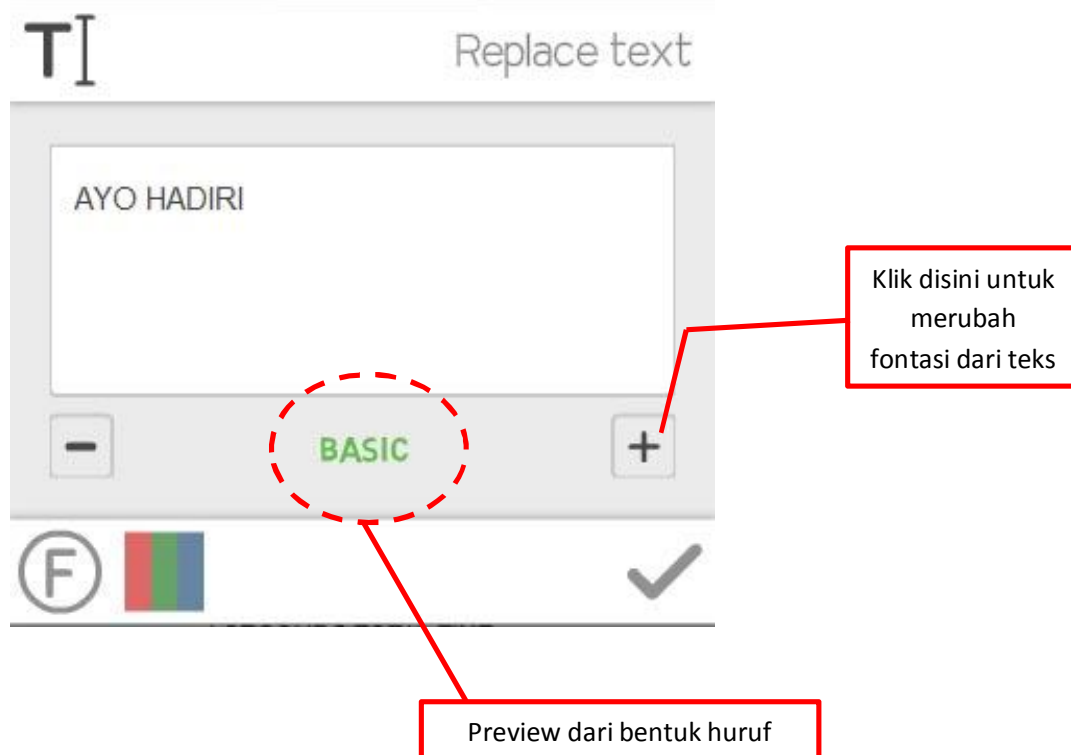 T
Replace text
AYO HADIRI
Klik disini untuk
merubah
fontasi dari teks
- BASIC +
F
Preview dari bentuk huruf